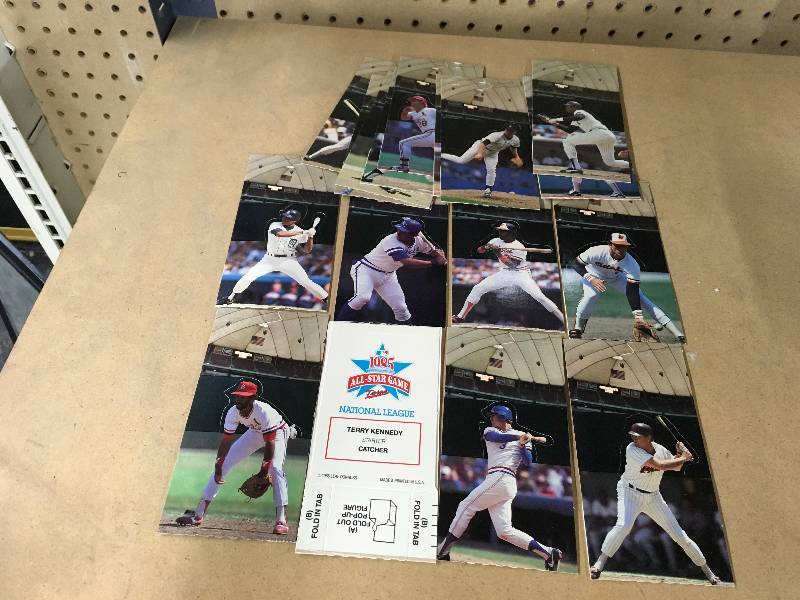 1985
ALL-STAR GAME
NATIONAL LEAGUE
TERRY KENNEDY
STARTER
CATCHER
MADE & PRINTED IN U.S.A.
(B)
FOLD IN TAB
(A)
FOLD OUT
POP-UP
FIGURE
(B)
FOLD IN TAB